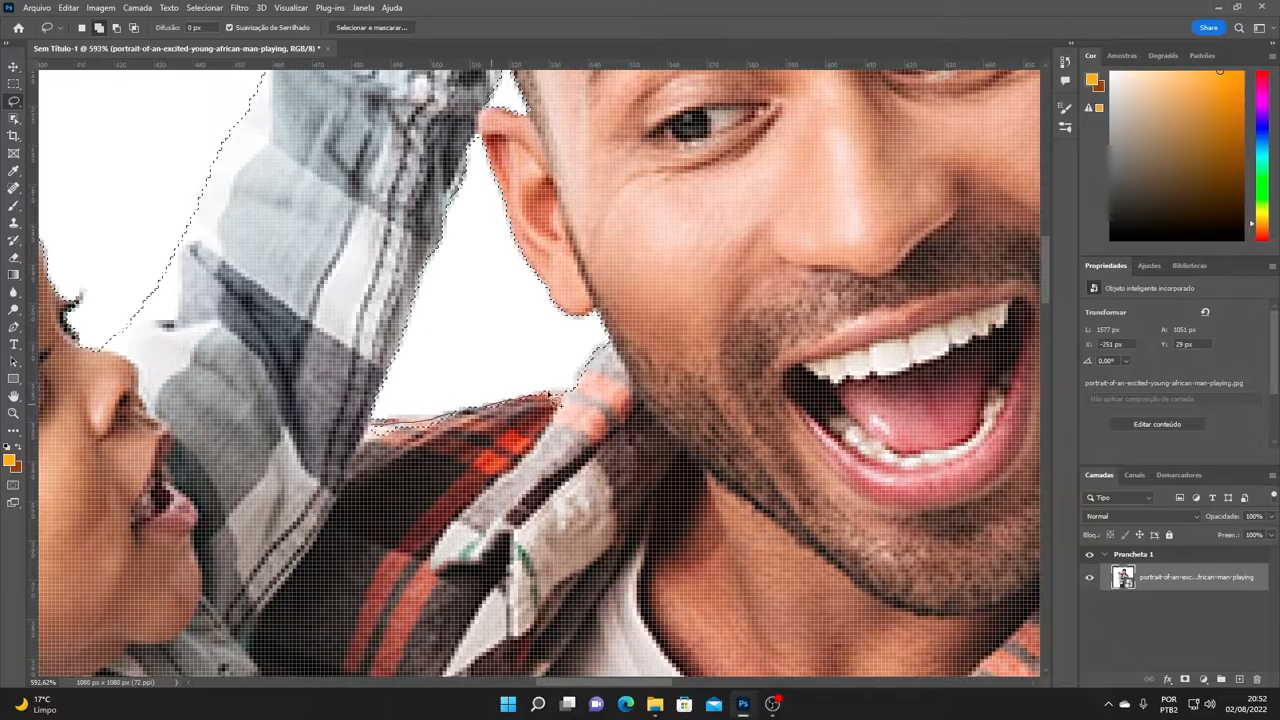 Arquivo Editar Imagem Camada Texto Selecionar Filtro 3D Visualizar Plug-ins Janela Ajuda
Difusão: 0 px Suavização de Serrilhado Selecionar e mascarar... Share
Sem Título-1 @ 593% (portrait-of-an-excited-young-african-man-playing, RGB/8) *
Cor Amostras Degradês Padrões
Propriedades Ajustes Bibliotecas
Objeto inteligente incorporado
Transformar
L: 1577 px A: 1051 px
X: -251 px Y: 29 px
0,00°
portrait-of-an-excited-young-african-man-playing.jpg
Não aplicar composição de camada
Editar conteúdo
Camadas Canais Demarcadores
Tipo
Normal Opacidade: 100%
Bloq.: Preen.: 100%
Prancheta 1
portrait-of-an-exc...frican-man-playing
592,62% 1080 px x 1080 px (72 ppi)
17°C
Limpo
POR
PTB2
20:52
02/08/2022